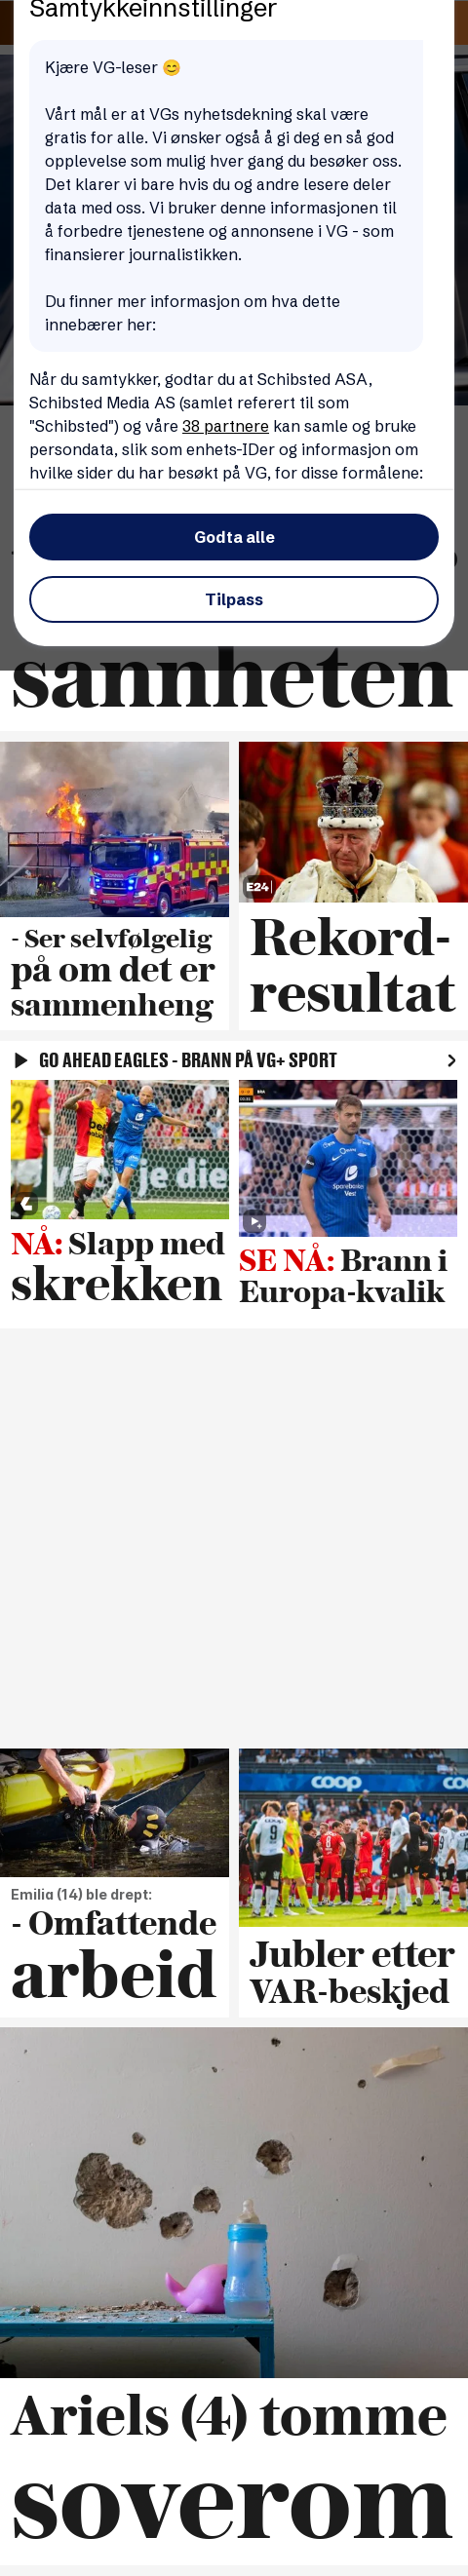 Samtykkeinnstillinger
Kjære VG-leser 😊
Vårt mål er at VGs nyhetsdekning skal være
gratis for alle. Vi ønsker også å gi deg en så god
opplevelse som mulig hver gang du besøker oss.
Det klarer vi bare hvis du og andre lesere deler
data med oss. Vi bruker denne informasjonen til
å forbedre tjenestene og annonsene i VG - som
finansierer journalistikken.
Du finner mer informasjon om hva dette
innebærer her:
Når du samtykker, godtar du at Schibsted ASA,
Schibsted Media AS (samlet referert til som
"Schibsted") og våre 38 partnere kan samle og bruke
persondata, slik som enhets-IDer og informasjon om
hvilke sider du har besøkt på VG, for disse formålene:
Godta alle
Tilpass
sannheten
- Ser selvfølgelig
på om det er
sammenheng
E24
Rekord-
resultat
GO AHEAD EAGLES - BRANN PÅ VG+ SPORT
NÅ: Slapp med
skrekken
Sparebanken
Vest
SE NÅ: Brann i
Europa-kvalik
Emilia (14) ble drept:
- Omfattende
arbeid
coop
coop
Jubler etter
VAR-beskjed
Ariels (4) tomme
soverom